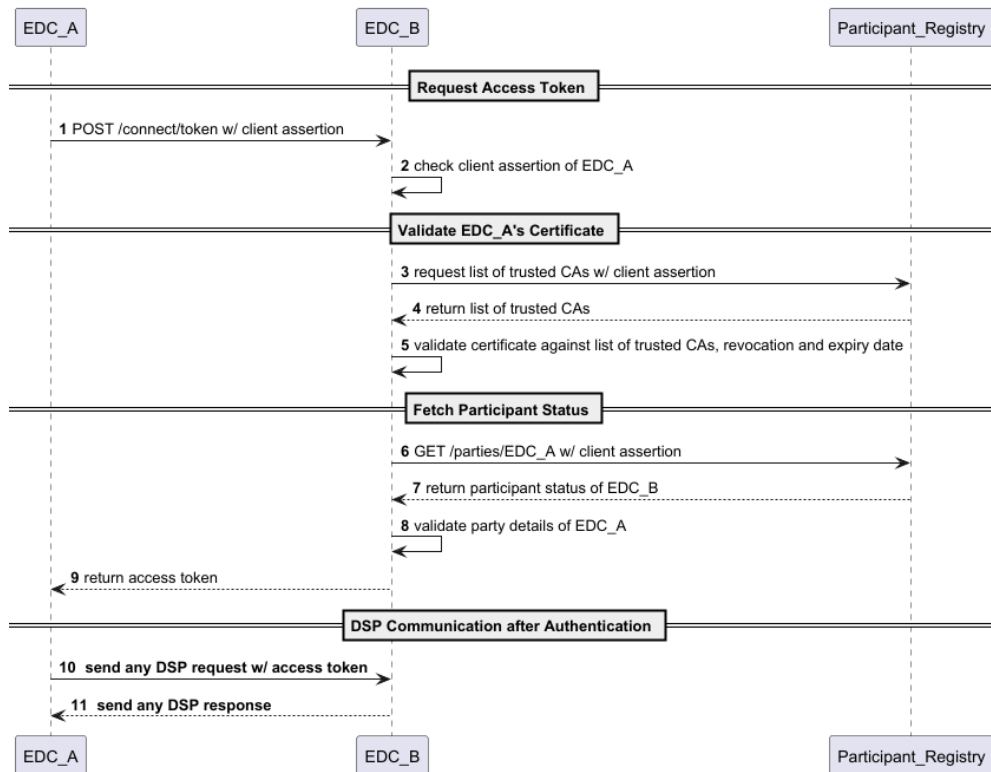 EDC_A EDC_B Participant_Registry
Request Access Token
1 POST /connect/token w/ client assertion
2 check client assertion of EDC_A
Validate EDC_A's Certificate
3 request list of trusted CAs w/ client assertion
4 return list of trusted CAs
5 validate certificate against list of trusted CAs, revocation and expiry date
Fetch Participant Status
6 GET /parties/EDC_A w/ client assertion
7 return participant status of EDC_B
8 validate party details of EDC_A
9 return access token
DSP Communication after Authentication
10 send any DSP request w/ access token
11 send any DSP response
EDC_A EDC_B Participant_Registry